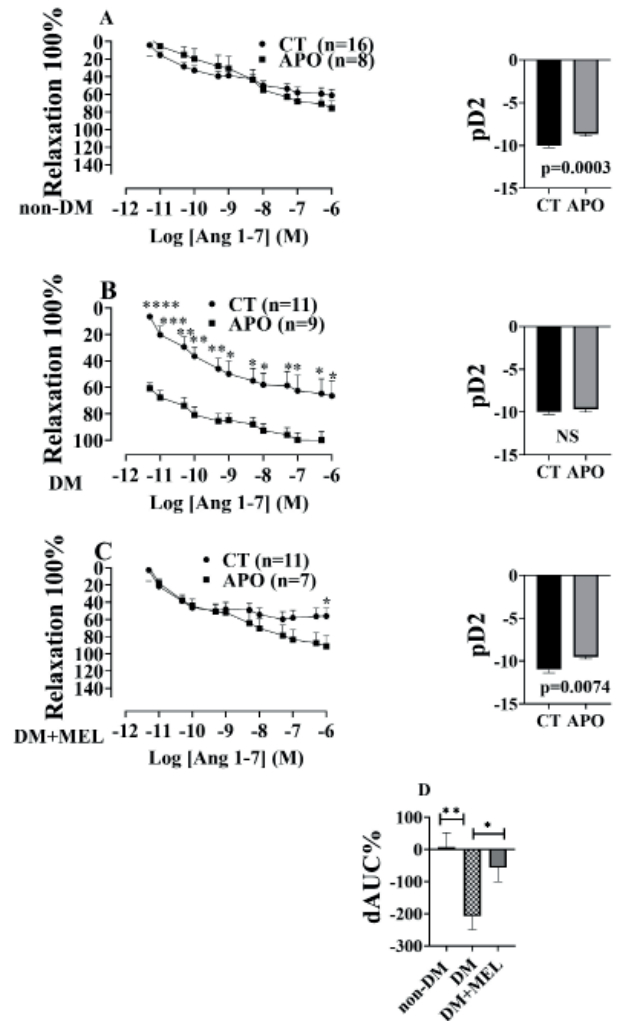 A
Relaxation 100%
0
20
40
60
80
100
120
140
CT (n=16)
APO (n=8)
non-DM
-12 -11 -10 -9 -8 -7 -6
Log [Ang 1-7] (M)
pD2
0
-5
-10
-15
p=0.0003
CT APO
B
Relaxation 100%
0
20
40
60
80
100
CT (n=11)
APO (n=9)
****
***
**
**
**
*
*
*
**
*
*
DM
-12 -11 -10 -9 -8 -7 -6
Log [Ang 1-7] (M)
pD2
0
-5
-10
-15
NS
CT APO
C
Relaxation 100%
0
20
40
60
80
100
120
140
CT (n=11)
APO (n=7)
*
DM+MEL
-12 -11 -10 -9 -8 -7 -6
Log [Ang 1-7] (M)
pD2
0
-5
-10
-15
p=0.0074
CT APO
D
dAUC%
100
0
-100
-200
-300
**
*
non-DM
DM
DM+MEL